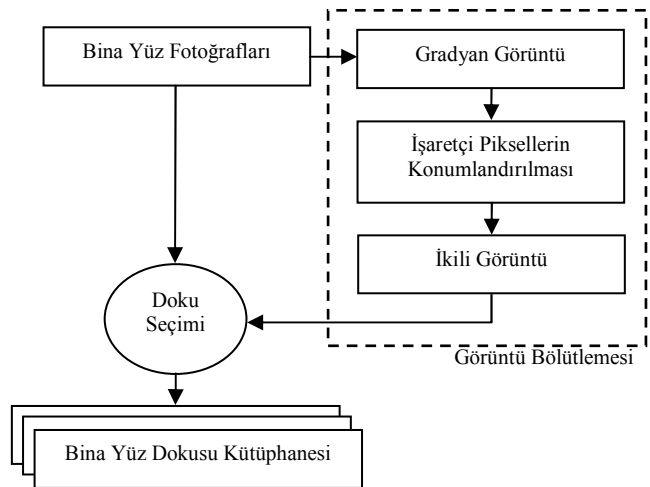 Bina Yüz Fotoğrafları
Gradyan Görüntü
İşaretçi Piksellerin
Konumlandırılması
İkili Görüntü
Doku
Seçimi
Görüntü Bölütlemesi
Bina Yüz Dokusu Kütüphanesi